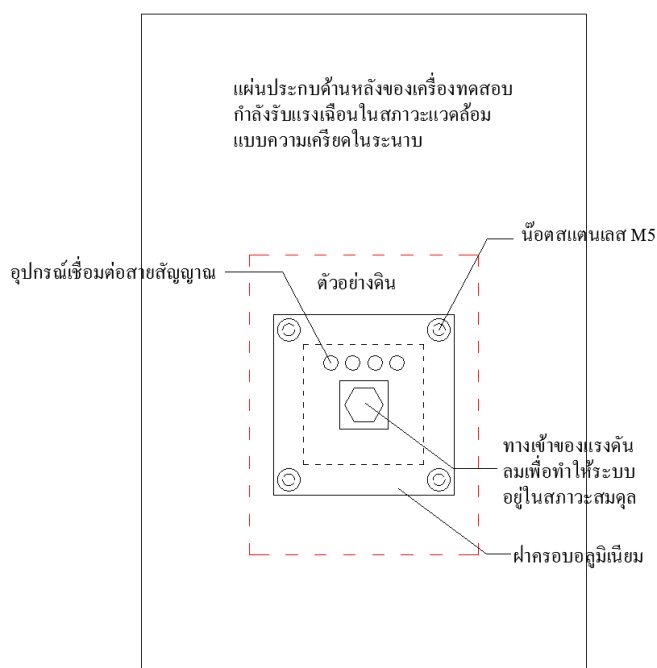 แผ่นประกบด้านหลังของเครื่องทดสอบ
กำลังรับแรงเฉือนในสภาวะแวดล้อม
แบบความเครียดในระนาบ
น๊อตสแตนเลส M5
อุปกรณ์เชื่อมต่อสายสัญญาณ
ตัวอย่างดิน
ทางเข้าของแรงดัน
ลมเพื่อทำให้ระบบ
อยู่ในสภาวะสมดุล
ฝาครอบอลูมิเนียม